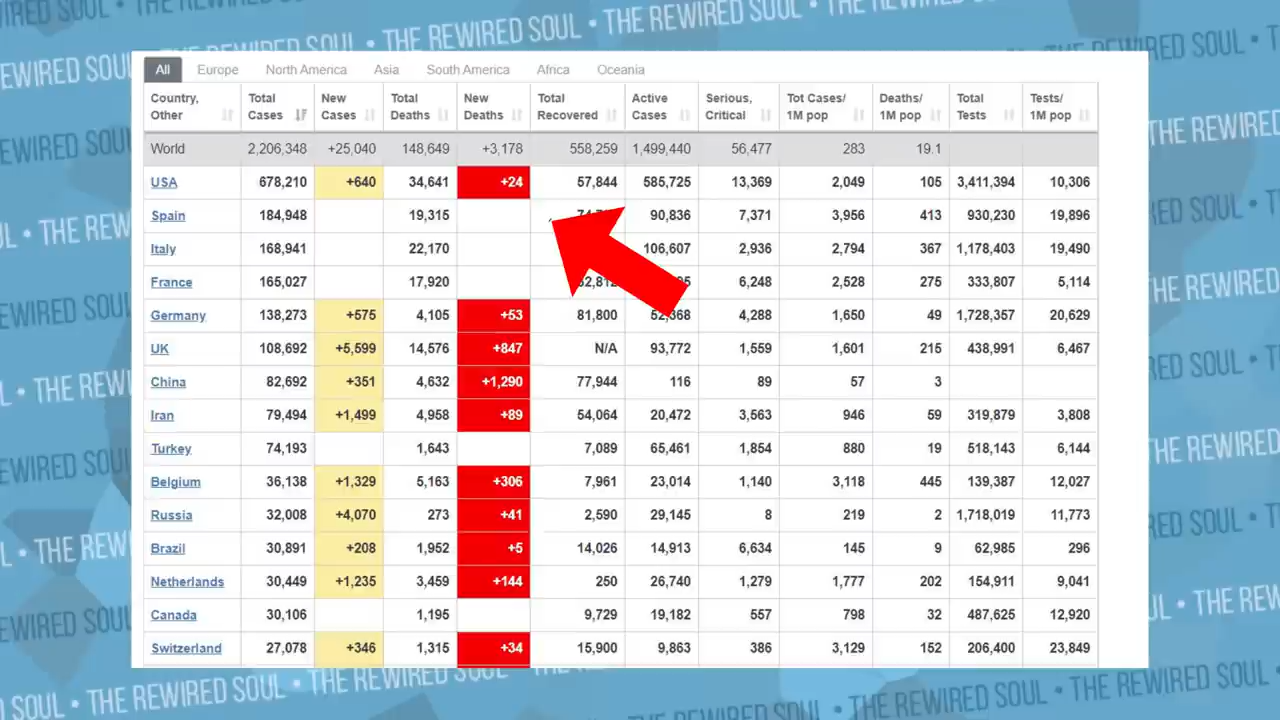 THE REWIRED SOUL • THE REWIRED SOUL • THE REWIRED SOUL
All Europe North America Asia South America Africa Oceania
Country, Other Total Cases New Cases Total Deaths New Deaths Total Recovered Active Cases Serious, Critical Tot Cases/ 1M pop Deaths/ 1M pop Total Tests Tests/ 1M pop
World 2,206,348 +25,040 148,649 +3,178 558,259 1,499,440 56,477 283 19.1
USA 678,210 +640 34,641 +24 57,844 585,725 13,369 2,049 105 3,411,394 10,306
Spain 184,948 19,315 90,836 7,371 3,956 413 930,230 19,896
Italy 168,941 22,170 106,607 2,936 2,794 367 1,178,403 19,490
France 165,027 17,920 6,248 2,528 275 333,807 5,114
Germany 138,273 +575 4,105 +53 81,800 4,288 1,650 49 1,728,357 20,629
UK 108,692 +5,599 14,576 +847 N/A 93,772 1,559 1,601 215 438,991 6,467
China 82,692 +351 4,632 +1,290 77,944 116 89 57 3
Iran 79,494 +1,499 4,958 +89 54,064 20,472 3,563 946 59 319,879 3,808
Turkey 74,193 1,643 7,089 65,461 1,854 880 19 518,143 6,144
Belgium 36,138 +1,329 5,163 +306 7,961 23,014 1,140 3,118 445 139,387 12,027
Russia 32,008 +4,070 273 +41 2,590 29,145 8 219 2 1,718,019 11,773
Brazil 30,891 +208 1,952 +5 14,026 14,913 6,634 145 9 62,985 296
Netherlands 30,449 +1,235 3,459 +144 250 26,740 1,279 1,777 202 154,911 9,041
Canada 30,106 1,195 9,729 19,182 557 798 32 487,625 12,920
Switzerland 27,078 +346 1,315 +34 15,900 9,863 386 3,129 152 206,400 23,849
SOUL • THE REWIRED SOUL • THE REWIRED SOUL • THE REWIRED SOUL • THE REWIRED SOUL